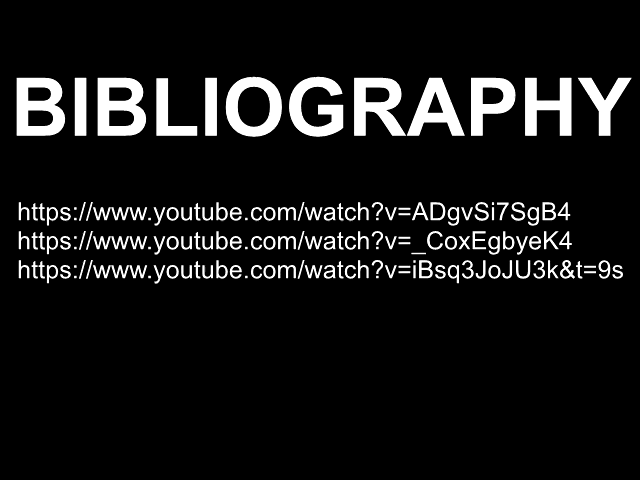 BIBLIOGRAPHY
https://www.youtube.com/watch?v=ADgvSi7SgB4
https://www.youtube.com/watch?v=_CoxEgbyeK4
https://www.youtube.com/watch?v=iBsq3JoJU3k&t=9s